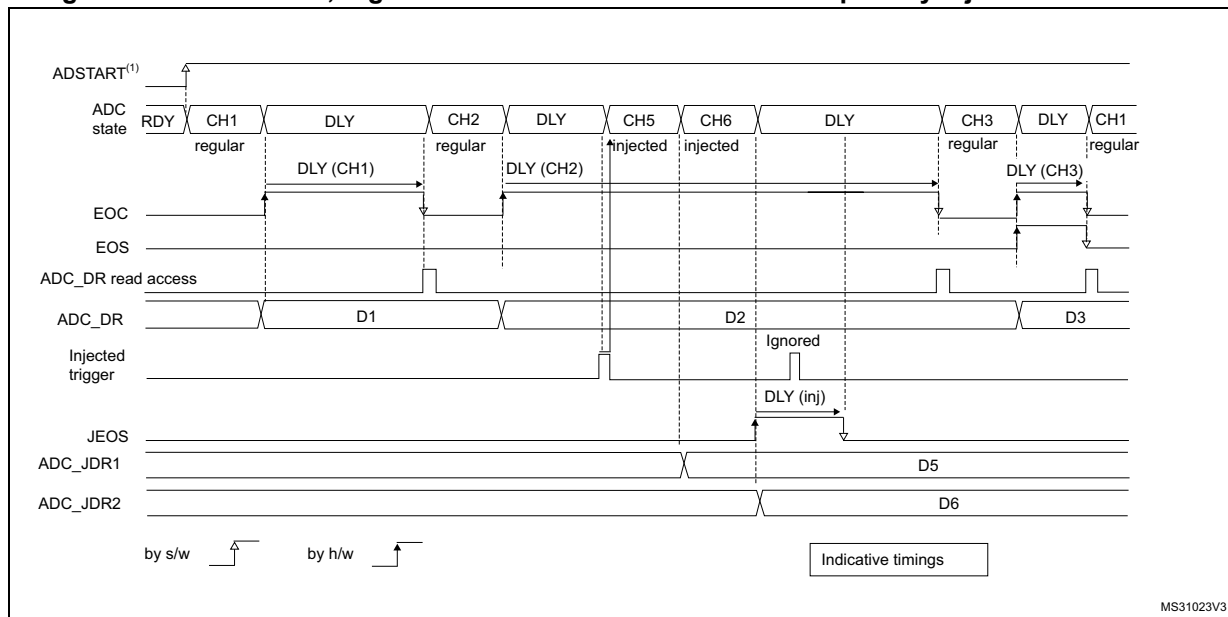 ADSTART(1)
ADC state RDY CH1 DLY CH2 DLY CH5 CH6 DLY CH3 DLY CH1
regular regular injected injected regular regular
DLY (CH1) DLY (CH2) DLY (CH3)
EOC
EOS
ADC_DR read access
ADC_DR D1 D2 D3
Injected trigger Ignored
DLY (inj)
JEOS
ADC_JDR1 D5
ADC_JDR2 D6
by s/w by h/w Indicative timings
MS31023V3